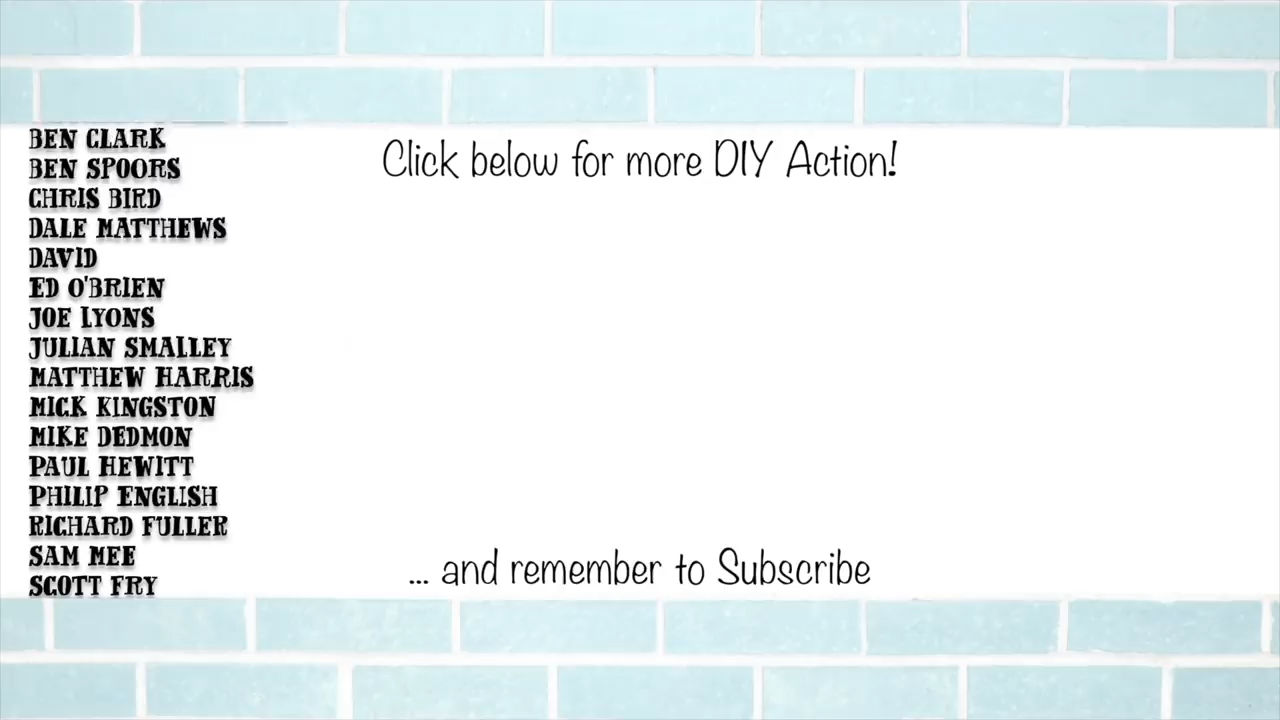 BEN CLARK
BEN SPOORS
CHRIS BIRD
DALE MATTHEWS
DAVID
ED O'BRIEN
JOE LYONS
JULIAN SMALLEY
MATTHEW HARRIS
MICK KINGSTON
MIKE DEDMON
PAUL HEWITT
PHILIP ENGLISH
RICHARD FULLER
SAM MEE
SCOTT FRY
Click below for more DIY Action!
... and remember to Subscribe